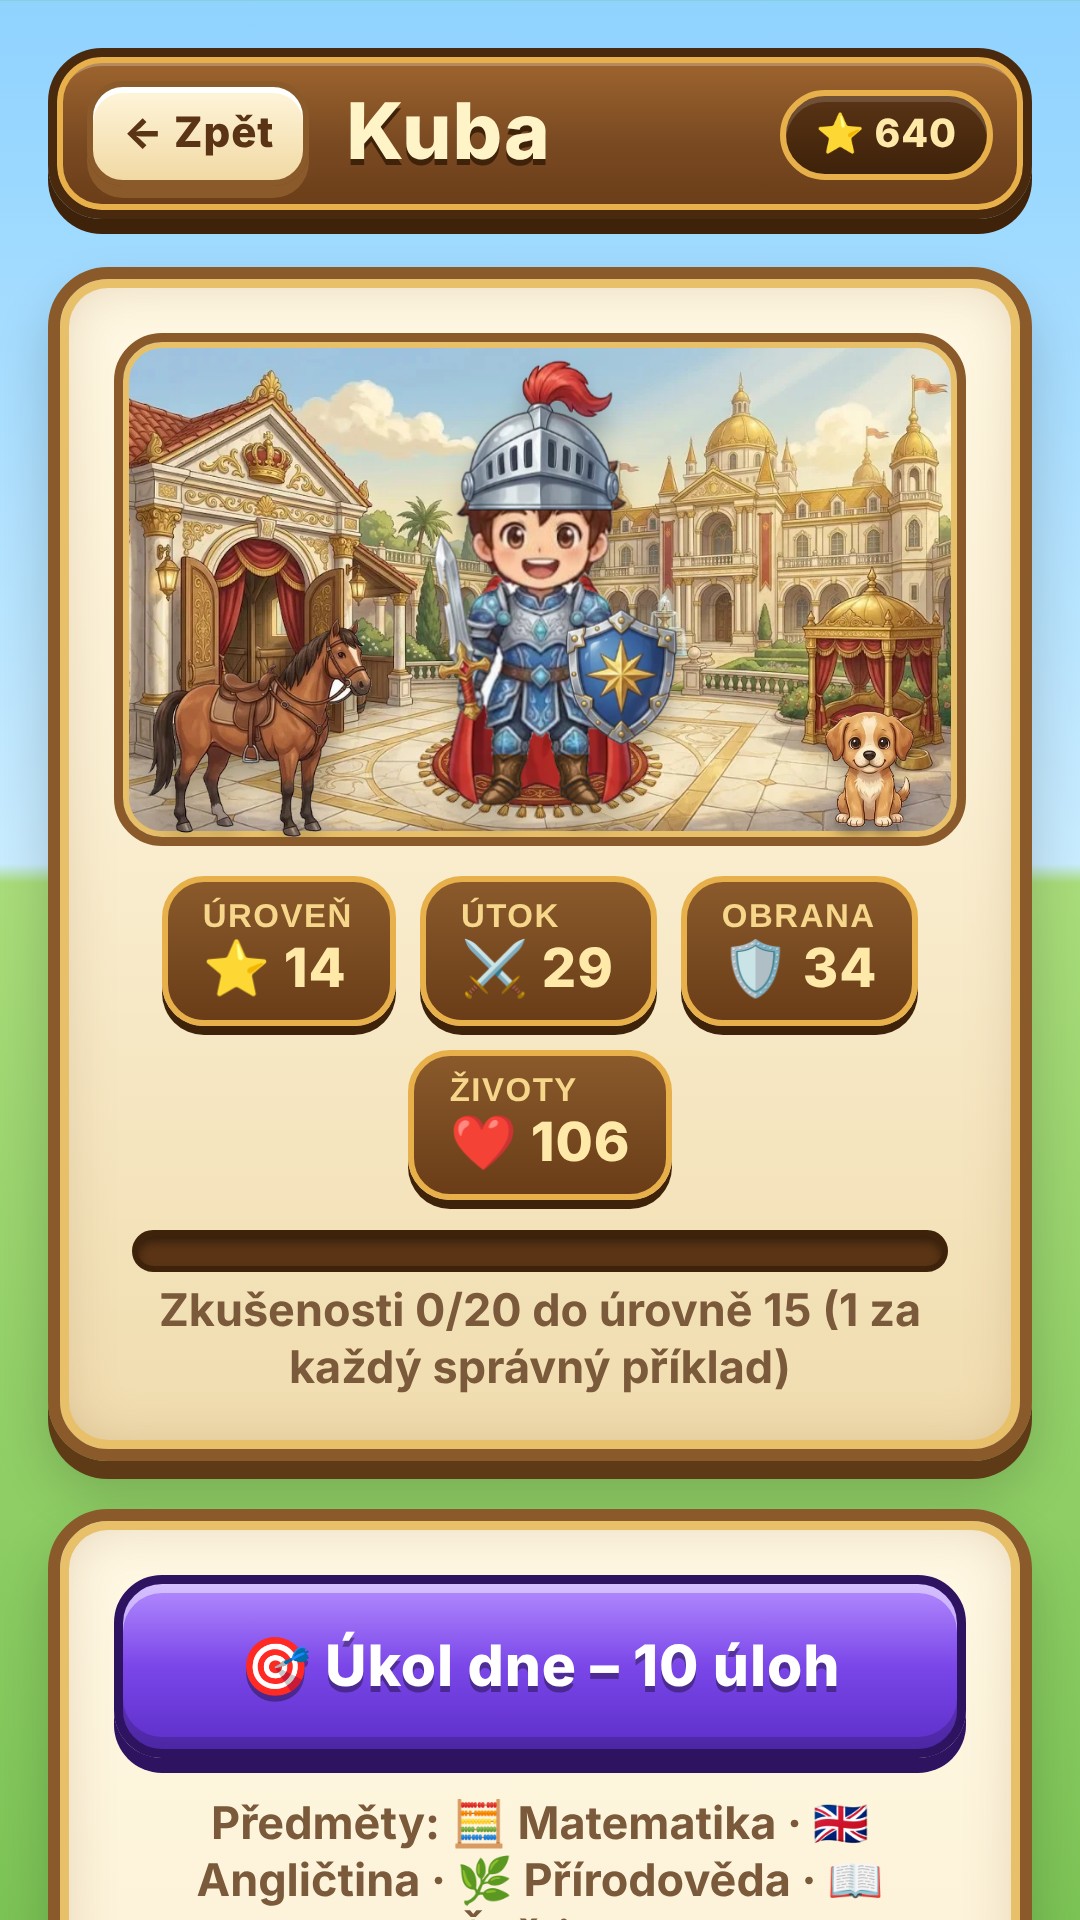 ← Zpět
Kuba
⭐ 640
ÚROVEŇ
⭐ 14
ÚTOK
⚔️ 29
OBRANA
🛡️ 34
ŽIVOTY
❤️ 106
Zkušenosti 0/20 do úrovně 15 (1 za
každý správný příklad)
🎯 Úkol dne – 10 úloh
Předměty: 🧮 Matematika · 🇬🇧
Angličtina · 🌿 Přírodověda · 📖